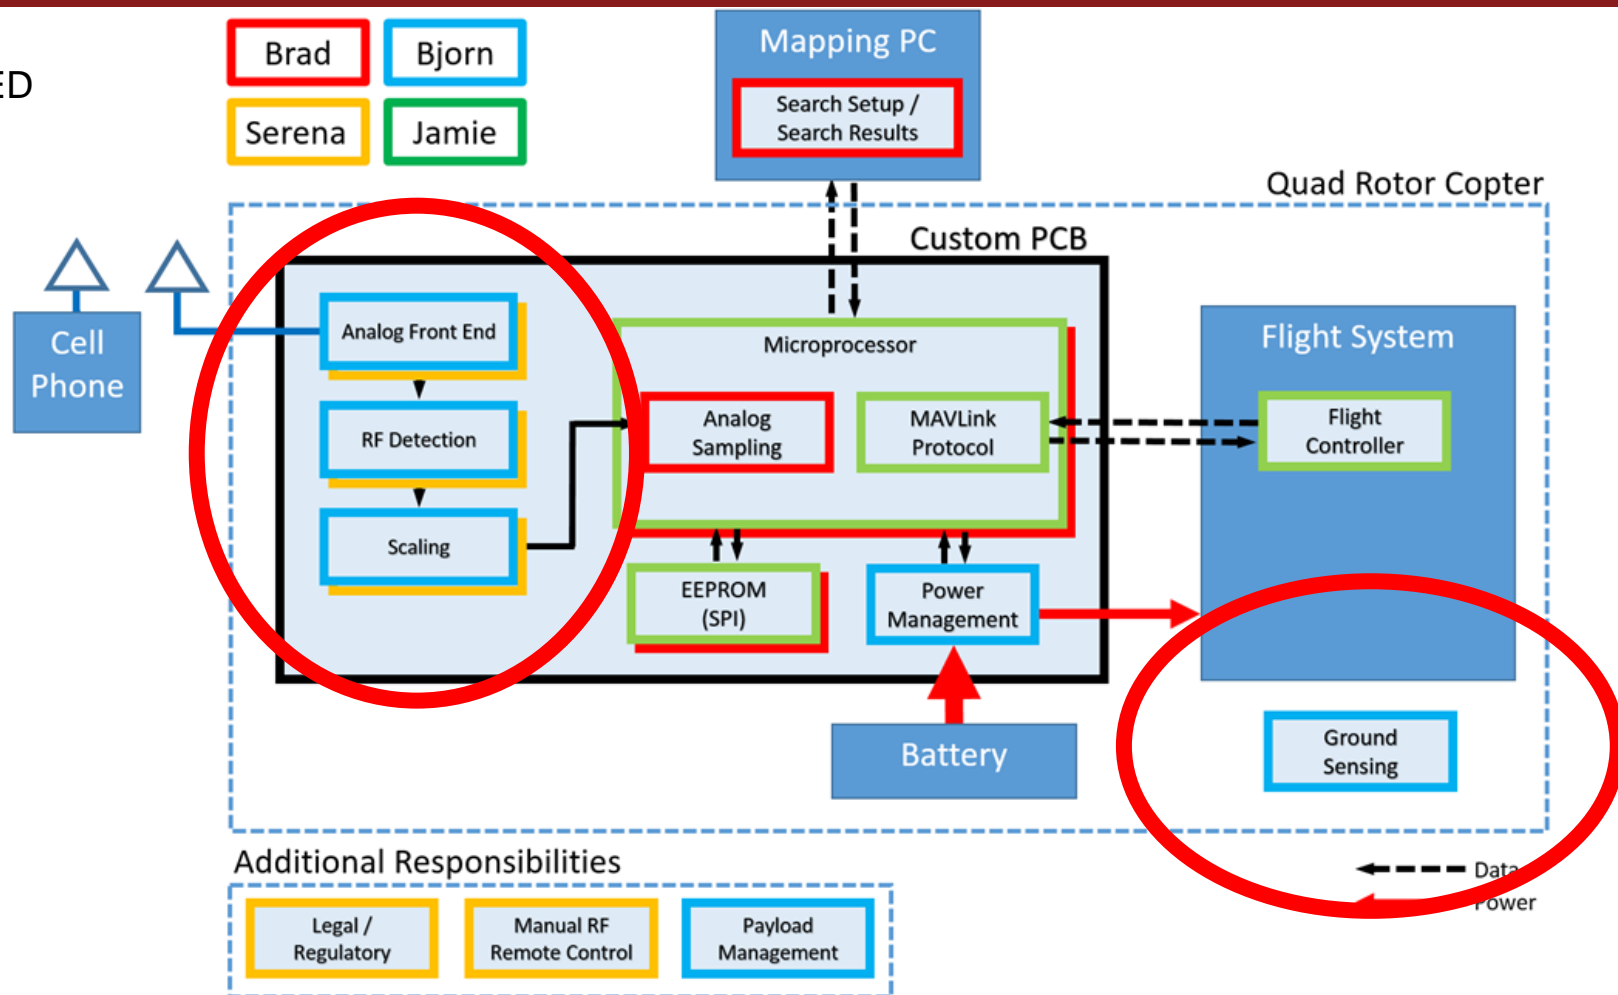 ED
Brad
Bjorn
Serena
Jamie
Mapping PC
Search Setup /
Search Results
Quad Rotor Copter
Custom PCB
Cell
Phone
Analog Front End
RF Detection
Scaling
Microprocessor
Analog
Sampling
MAVLink
Protocol
EEPROM
(SPI)
Power
Management
Flight System
Flight
Controller
Battery
Ground
Sensing
Data
Power
Additional Responsibilities
Legal /
Regulatory
Manual RF
Remote Control
Payload
Management